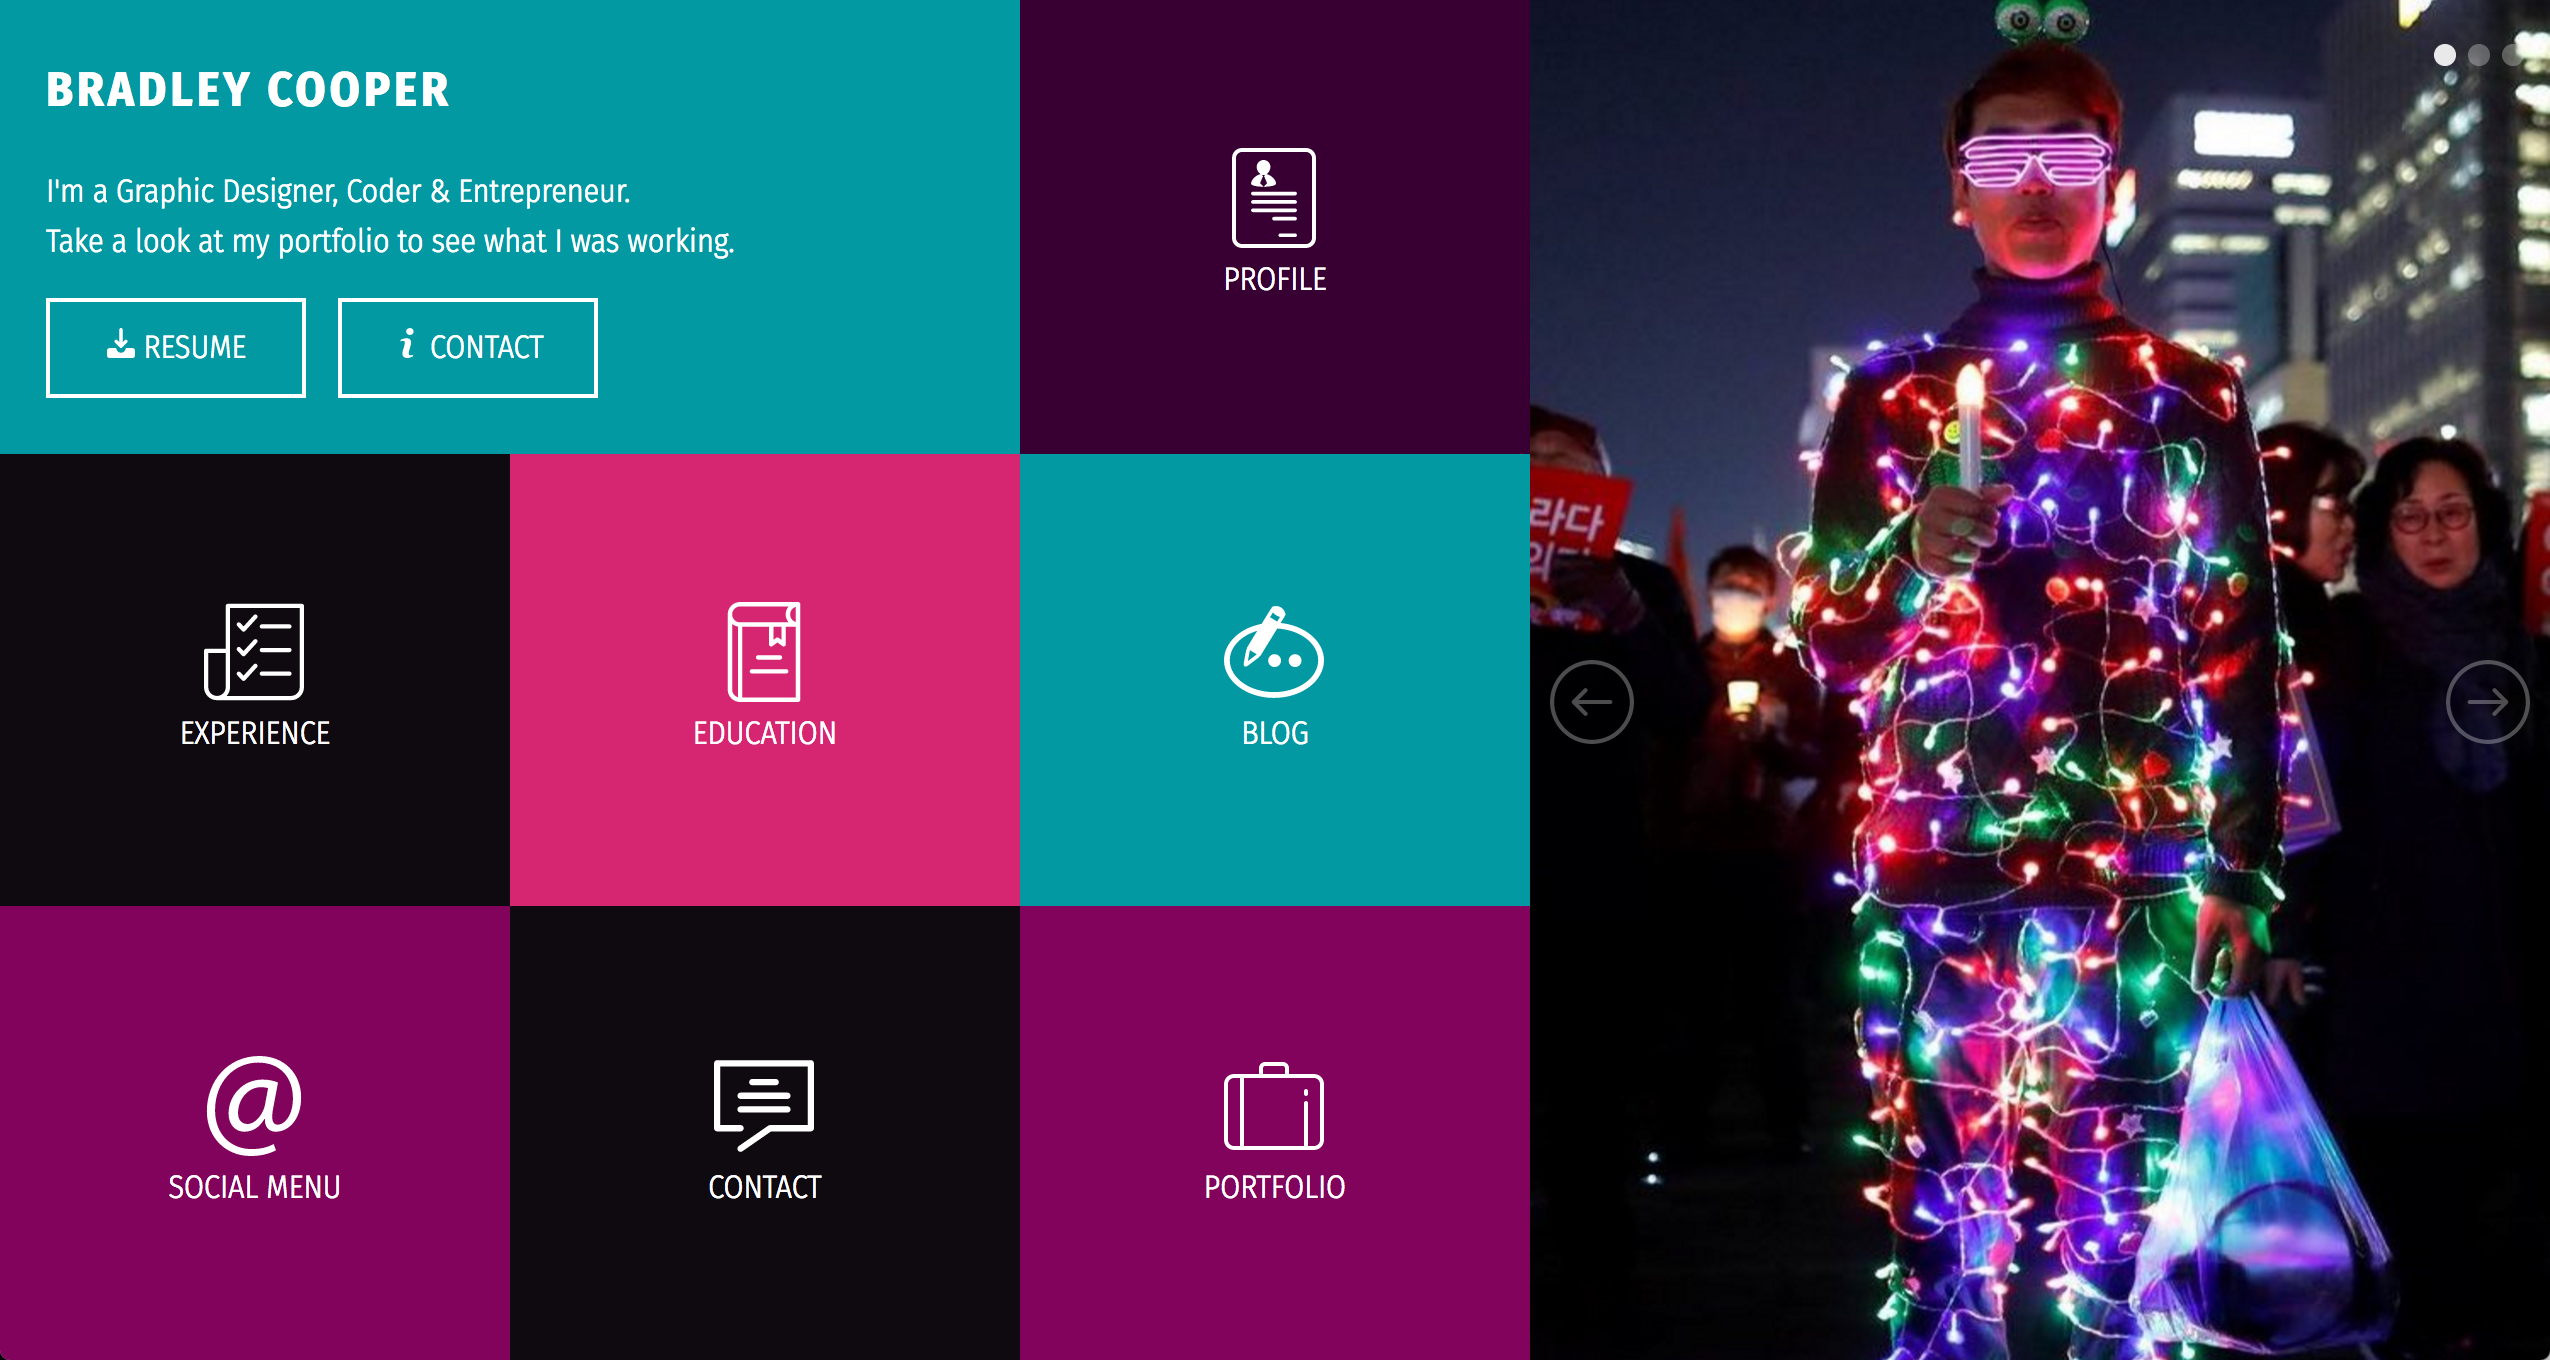 BRADLEY COOPER
I'm a Graphic Designer, Coder & Entrepreneur.
Take a look at my portfolio to see what I was working.
RESUME
CONTACT
PROFILE
EXPERIENCE
EDUCATION
BLOG
SOCIAL MENU
CONTACT
PORTFOLIO
라다